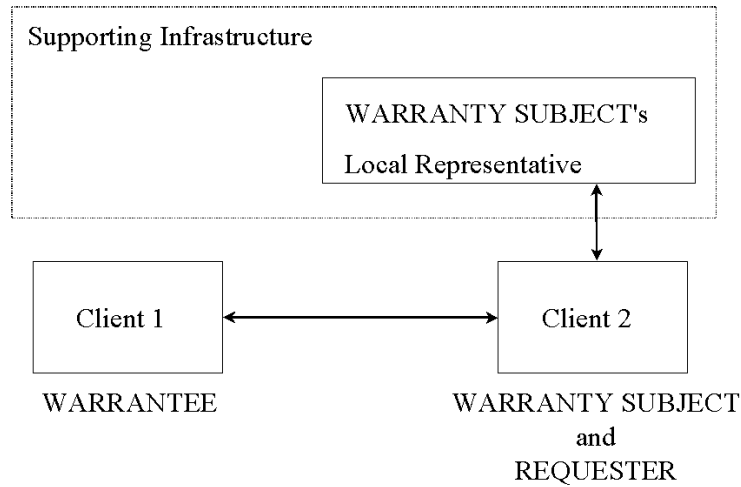 Supporting Infrastructure
WARRANTY SUBJECT's
Local Representative
Client 1
Client 2
WARRANTEE
WARRANTY SUBJECT
and
REQUESTER